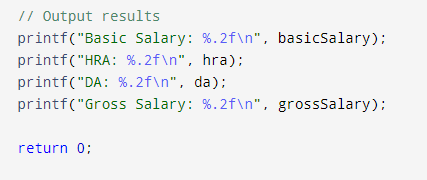 // Output results
printf("Basic Salary: %.2f\n", basicSalary);
printf("HRA: %.2f\n", hra);
printf("DA: %.2f\n", da);
printf("Gross Salary: %.2f\n", grossSalary);
return 0;